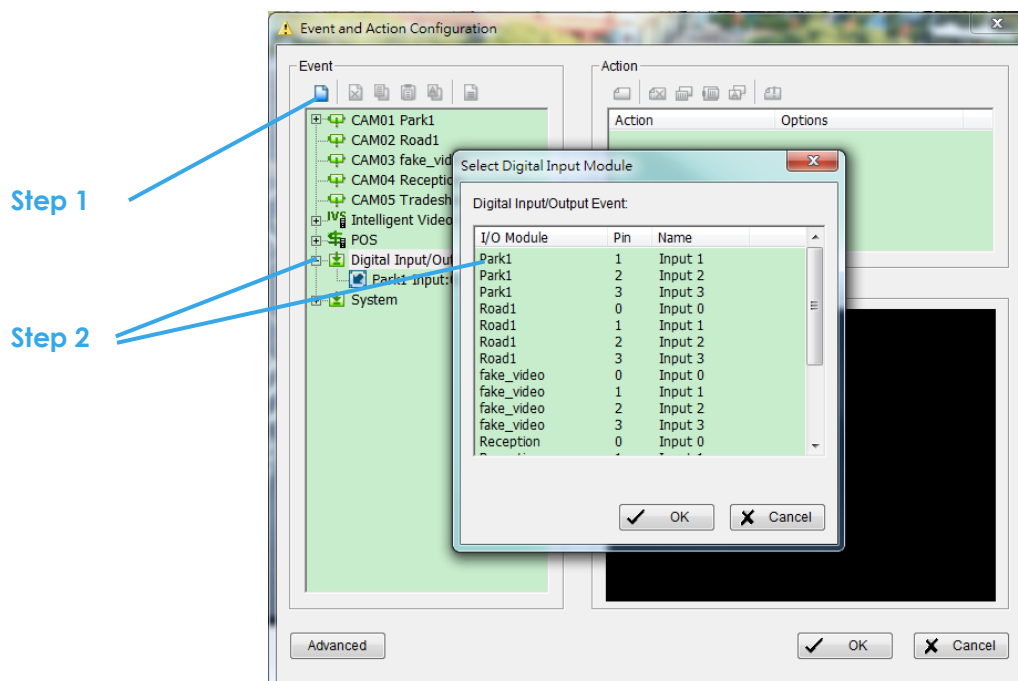 Event and Action Configuration
x
Event
Action
CAM01 Park1
CAM02 Road1
CAM03 fake_vid
CAM04 Receptio
CAM05 Tradesh
IVS Intelligent Video
POS
Digital Input/Out
Park1 Input:
System
Action Options
Step 1
Step 2
Select Digital Input Module
x
Digital Input/Output Event:
I/O Module Pin Name
Park1 1 Input 1
Park1 2 Input 2
Park1 3 Input 3
Road1 0 Input 0
Road1 1 Input 1
Road1 2 Input 2
Road1 3 Input 3
fake_video 0 Input 0
fake_video 1 Input 1
fake_video 2 Input 2
fake_video 3 Input 3
Reception 0 Input 0
OK Cancel
Advanced
OK Cancel